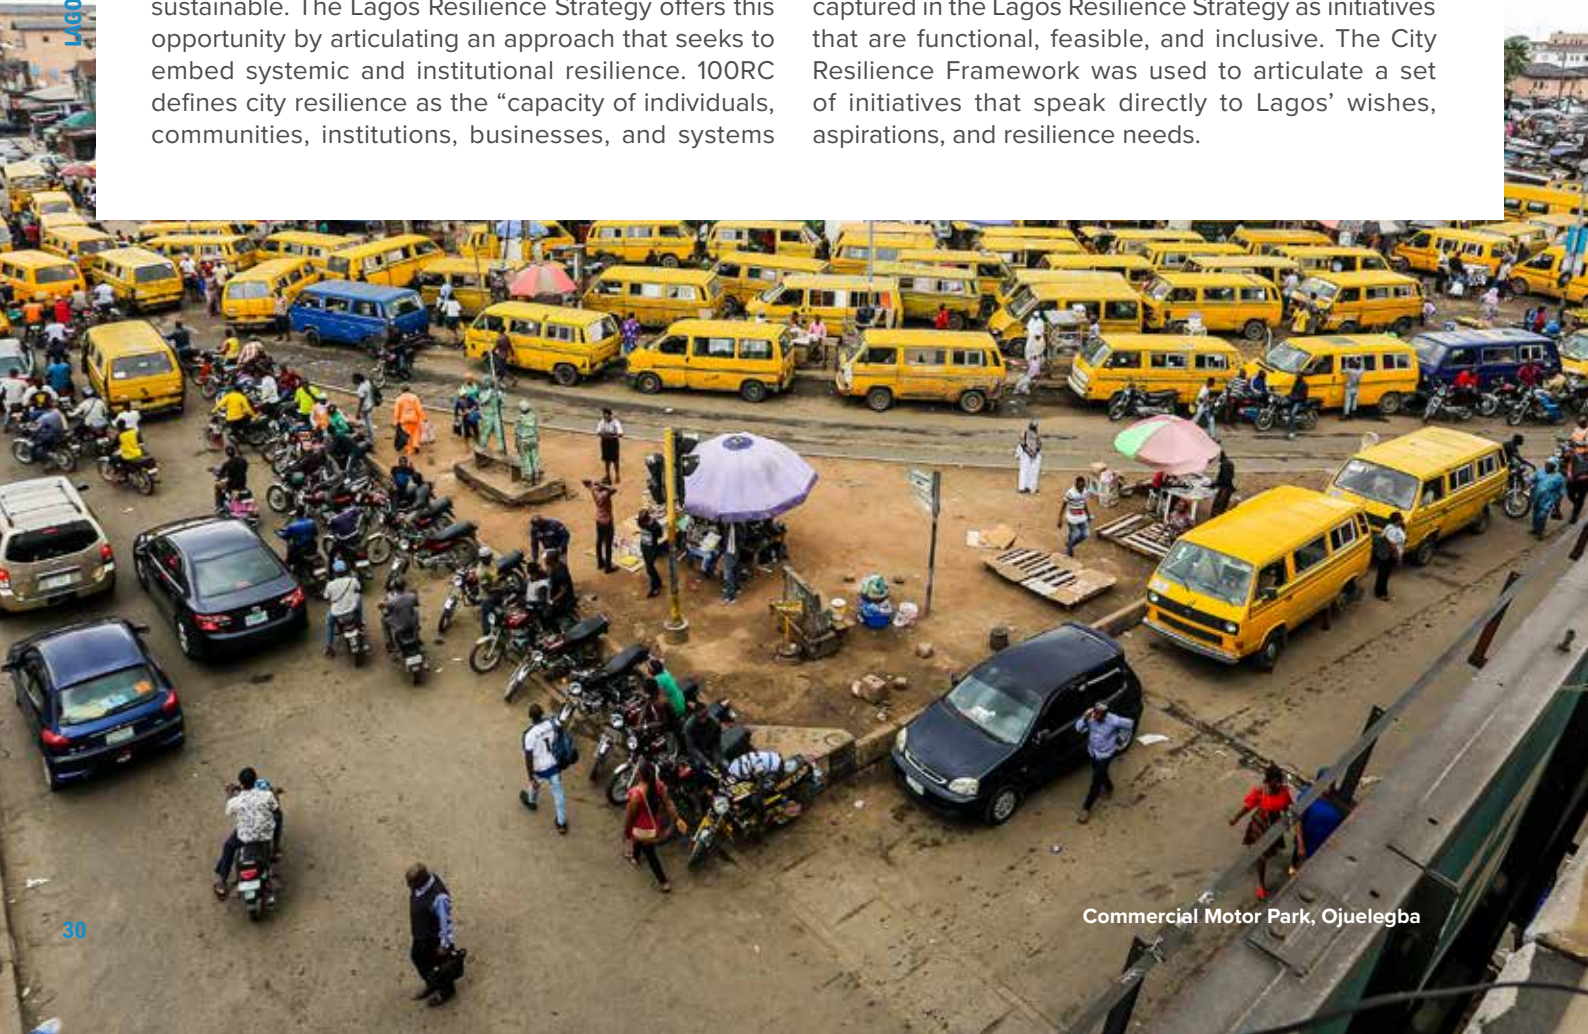 LAGO
sustainable. The Lagos Resilience Strategy offers this
opportunity by articulating an approach that seeks to
embed systemic and institutional resilience. 100RC
defines city resilience as the “capacity of individuals,
communities, institutions, businesses, and systems
captured in the Lagos Resilience Strategy as initiatives
that are functional, feasible, and inclusive. The City
Resilience Framework was used to articulate a set
of initiatives that speak directly to Lagos’ wishes,
aspirations, and resilience needs.
Commercial Motor Park, Ojuelegba
30